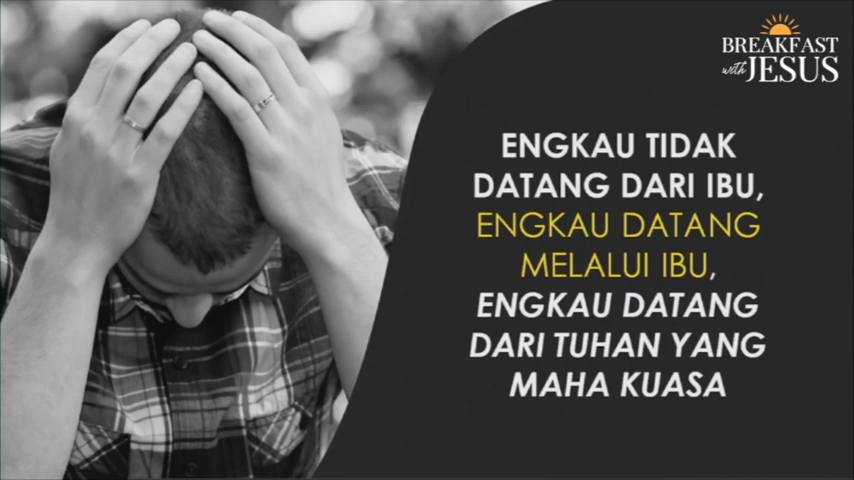 BREAKFAST
with JESUS
ENGKAU TIDAK
DATANG DARI IBU,
ENGKAU DATANG
MELALUI IBU,
ENGKAU DATANG
DARI TUHAN YANG
MAHA KUASA